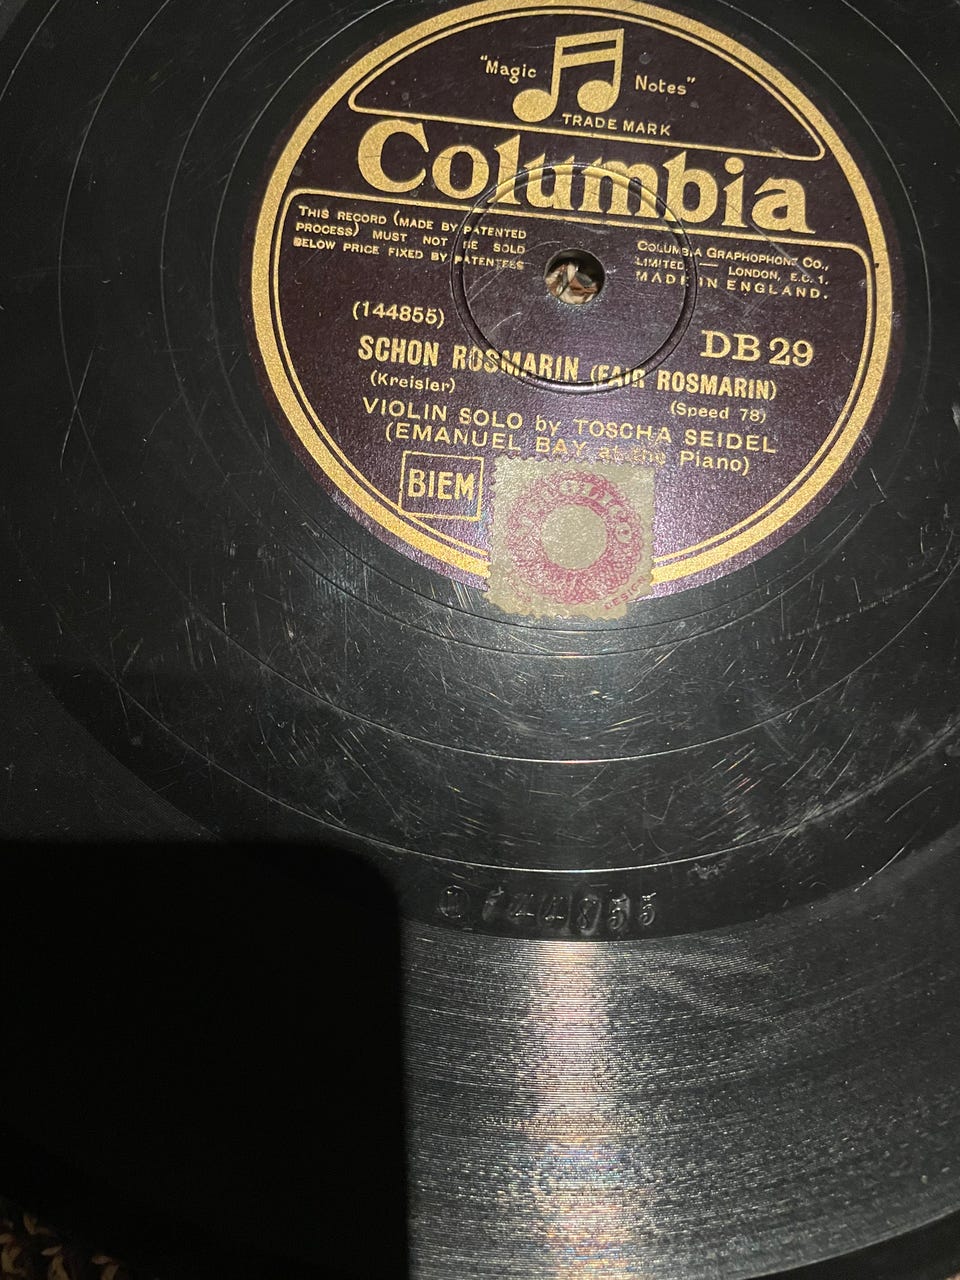 "Magic Notes"
TRADE MARK
Columbia
THIS RECORD (MADE BY PATENTED
PROCESS) MUST NOT BE SOLD
BELOW PRICE FIXED BY PATENTEES
COLUMBIA GRAPHOPHONE CO.,
LIMITED — LONDON, E.C.1.
MADE IN ENGLAND.
(144855)
DB 29
SCHON ROSMARIN (FAIR ROSMARIN)
(Kreisler)
(Speed 78)
VIOLIN SOLO by TOSCHA SEIDEL
(EMANUEL BAY at the Piano)
BIEM
144855